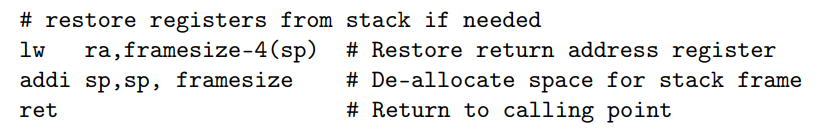 # restore registers from stack if needed
lw   ra,framesize-4(sp)  # Restore return address register
addi sp,sp, framesize    # De-allocate space for stack frame
ret                      # Return to calling point